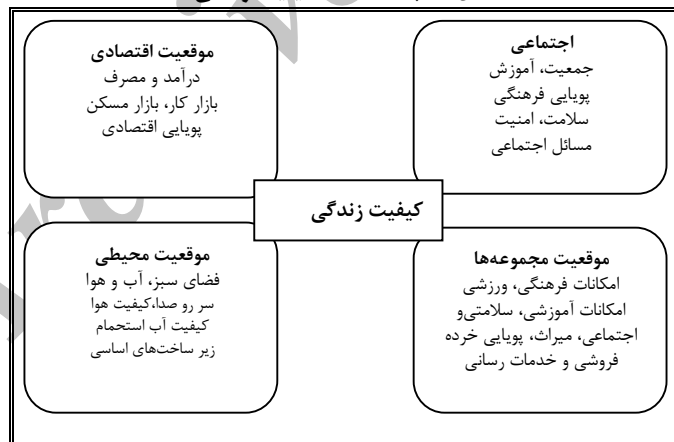 اجتماعی
جمعیت، آموزش
پویایی فرهنگی
سلامت، امنیت
مسائل اجتماعی
موقعیت اقتصادی
درآمد و مصرف
بازار کار، بازار مسکن
پویایی اقتصادی
کیفیت زندگی
موقعیت مجموعه‌ها
امکانات فرهنگی، ورزشی
امکانات آموزشی، سلامتی‌و
اجتماعی، میراث، پویایی خرده
فروشی و خدمات رسانی
موقعیت محیطی
فضای سبز، آب و هوا
سر رو صدا،کیفیت هوا
کیفیت آب استحمام
زیر ساخت‌های اساسی